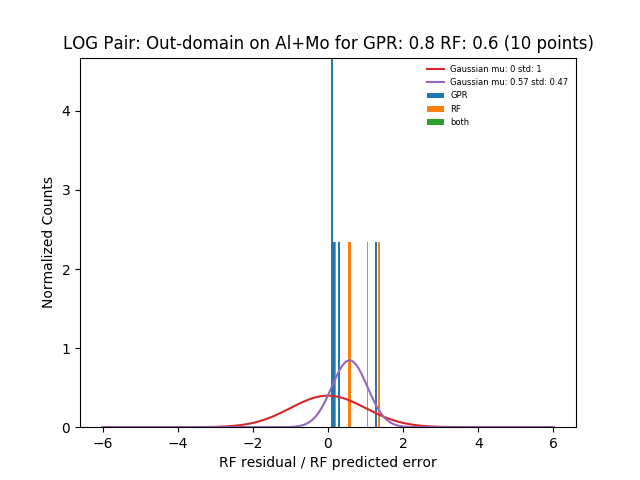 LOG Pair: Out-domain on Al+Mo for GPR: 0.8 RF: 0.6 (10 points)
Gaussian mu: 0 std: 1
Gaussian mu: 0.57 std: 0.47
GPR
RF
both
Normalized Counts
4
3
2
1
0
−6 −4 −2 0 2 4 6
RF residual / RF predicted error